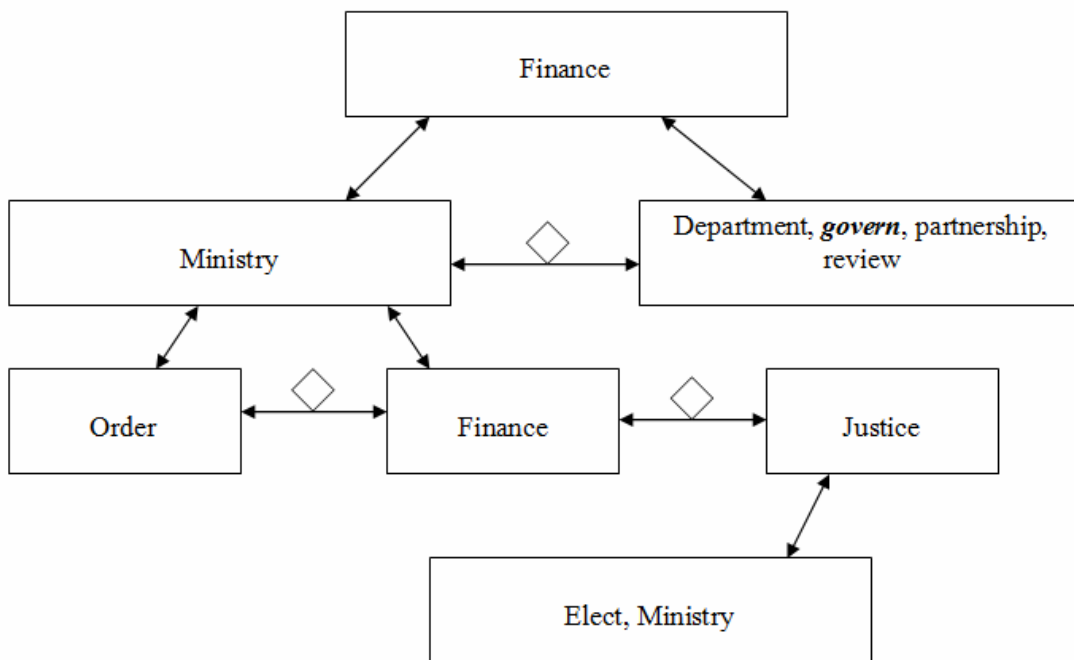 Finance
Ministry
Department, govern, partnership,
review
Order
Finance
Justice
Elect, Ministry